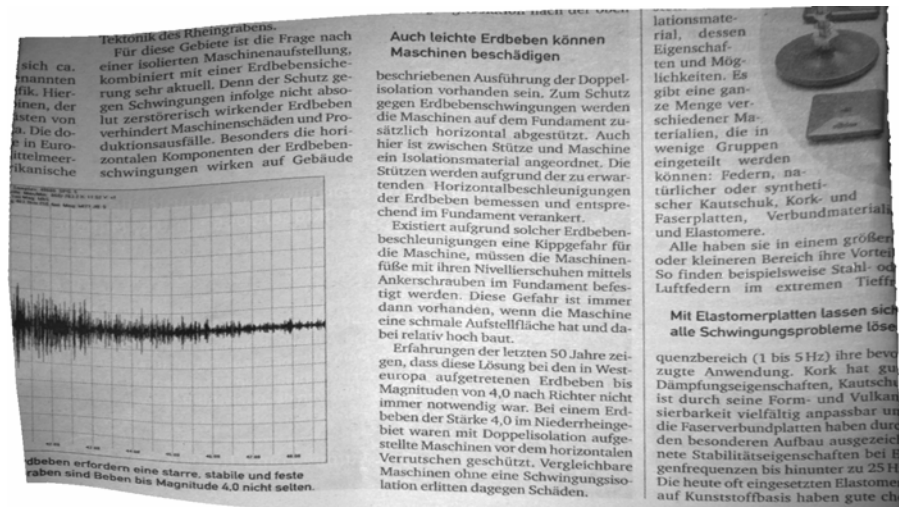 Tektonik des Rheingrabens.
Für diese Gebiete ist die Frage nach
einer isolierten Maschinenaufstellung,
kombiniert mit einer Erdbebensiche-
rung sehr aktuell. Denn der Schutz ge-
gen Schwingungen infolge nicht abso-
lut zerstörerisch wirkender Erdbeben
verhindert Maschinenschäden und Pro-
duktionsausfälle. Besonders die hori-
zontalen Komponenten der Erdbeben-
schwingungen wirken auf Gebäude
sich ca.
nannten
fik. Hier-
inen, der
isten von
a. Die do-
e in Euro-
ittelmeer-
ikanische
rdbeben erfordern eine starre, stabile und feste
raben sind Beben bis Magnitude 4,0 nicht selten.
Auch leichte Erdbeben können
Maschinen beschädigen
beschriebenen Ausführung der Doppel-
isolation vorhanden sein. Zum Schutz
gegen Erdbebenschwingungen werden
die Maschinen auf dem Fundament zu-
sätzlich horizontal abgestützt. Auch
hier ist zwischen Stütze und Maschine
ein Isolationsmaterial angeordnet. Die
Stützen werden aufgrund der zu erwar-
tenden Horizontalbeschleunigungen
der Erdbeben bemessen und entspre-
chend im Fundament verankert.
Existiert aufgrund solcher Erdbeben-
beschleunigungen eine Kippgefahr für
die Maschine, müssen die Maschinen-
füße mit ihren Nivellierschuhen mittels
Ankerschrauben im Fundament befes-
tigt werden. Diese Gefahr ist immer
dann vorhanden, wenn die Maschine
eine schmale Aufstellfläche hat und da-
bei relativ hoch baut.
Erfahrungen der letzten 50 Jahre zei-
gen, dass diese Lösung bei den in West-
europa aufgetretenen Erdbeben bis
Magnituden von 4,0 nach Richter nicht
immer notwendig war. Bei einem Erd-
beben der Stärke 4,0 im Niederrheinge-
biet waren mit Doppelisolation aufge-
stellte Maschinen vor dem horizontalen
Verrutschen geschützt. Vergleichbare
Maschinen ohne eine Schwingungsiso-
lation erlitten dagegen Schäden.
lationsmate-
rial, dessen
Eigenschaf-
ten und Mög-
lichkeiten. Es
gibt eine gan-
ze Menge ver-
schiedener Ma-
terialien, die in
wenige Gruppen
eingeteilt werden
können: Federn, na-
türlicher oder syntheti-
scher Kautschuk, Kork- und
Faserplatten, Verbundmateriali
und Elastomere.
Alle haben sie in einem größer
oder kleineren Bereich ihre Vorteil
So finden beispielsweise Stahl- od
Luftfedern im extremen Tieffr
Mit Elastomerplatten lassen sich
alle Schwingungsprobleme löse
quenzbereich (1 bis 5 Hz) ihre bevo
zugte Anwendung. Kork hat gu
Dämpfungseigenschaften, Kautschu
ist durch seine Form- und Vulkan
sierbarkeit vielfältig anpassbar un
die Faserverbundplatten haben durc
den besonderen Aufbau ausgezeic
nete Stabilitätseigenschaften bei E
genfrequenzen bis hinunter zu 25 H
Die heute oft eingesetzten Elastome
auf Kunststoffbasis haben gute ch